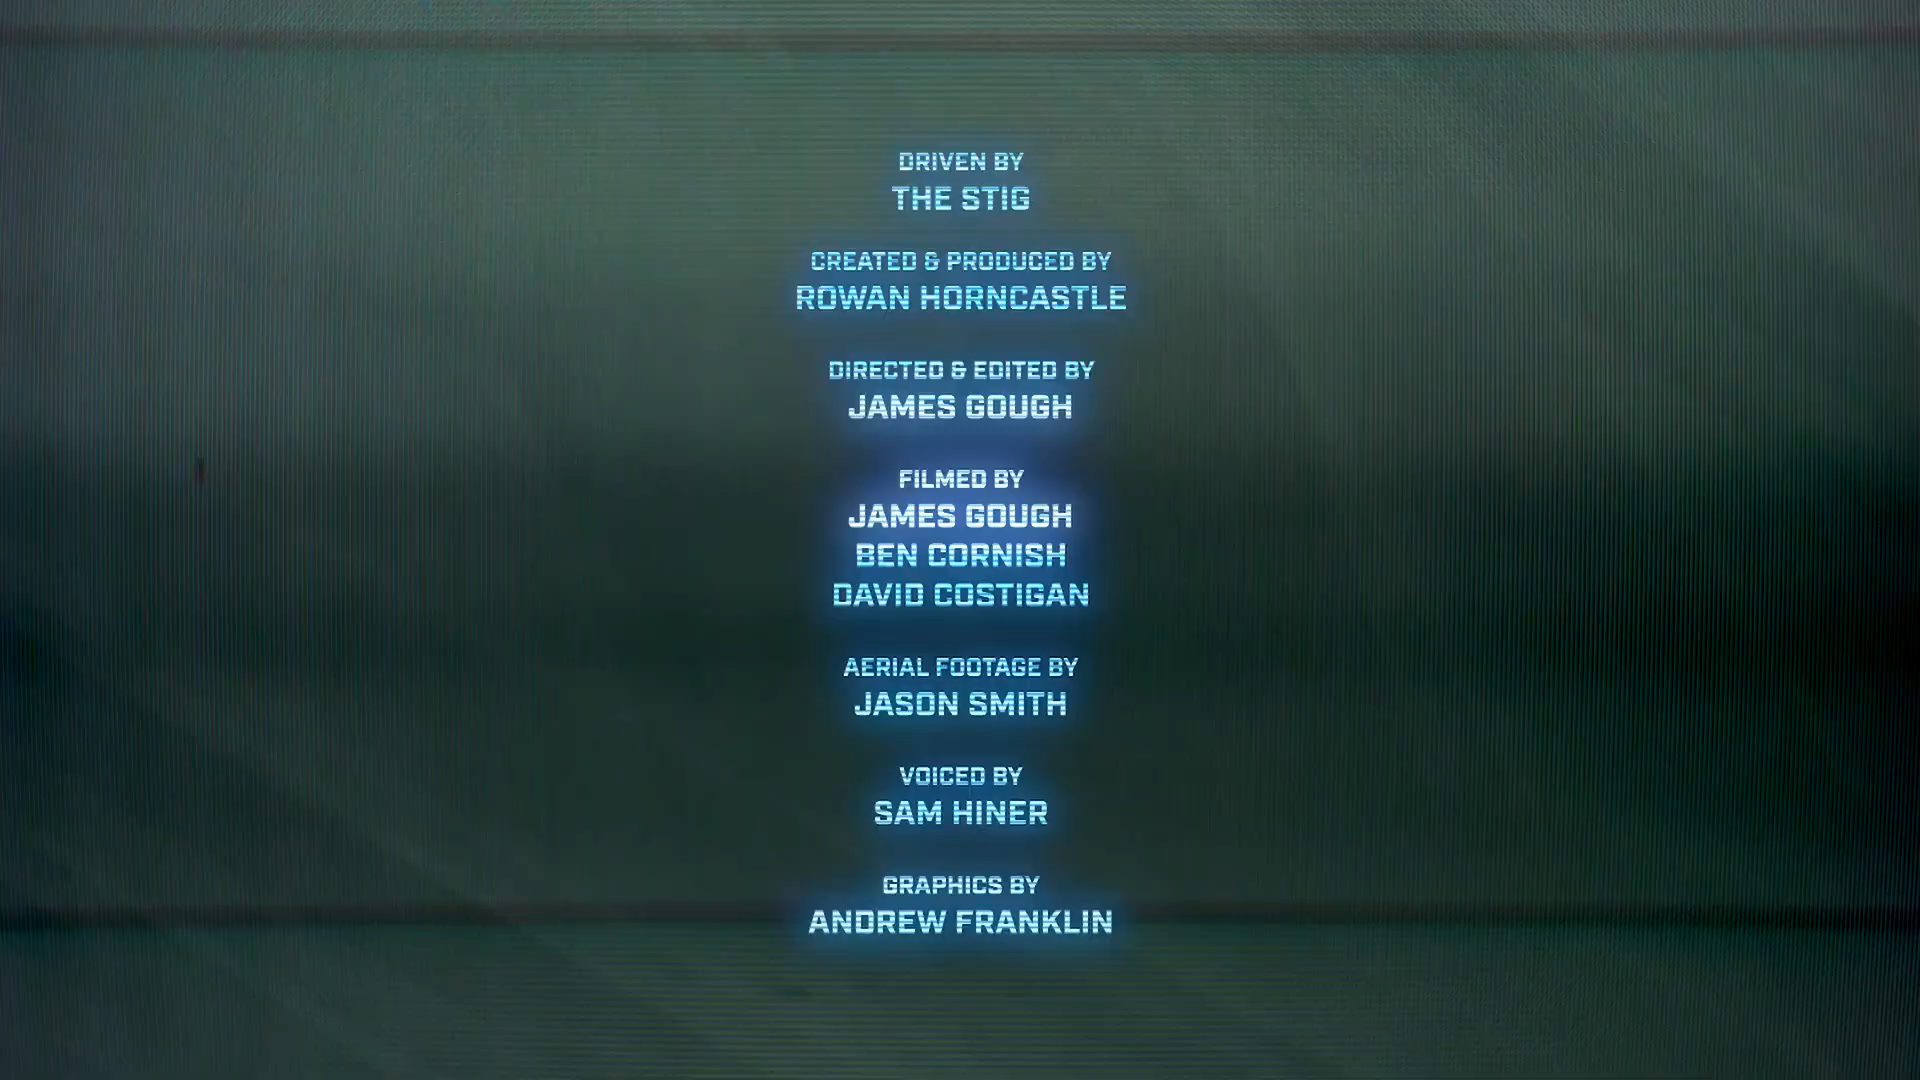 DRIVEN BY
THE STIG
CREATED & PRODUCED BY
ROWAN HORNCASTLE
DIRECTED & EDITED BY
JAMES GOUGH
FILMED BY
JAMES GOUGH
BEN CORNISH
DAVID COSTIGAN
AERIAL FOOTAGE BY
JASON SMITH
VOICED BY
SAM HINER
GRAPHICS BY
ANDREW FRANKLIN